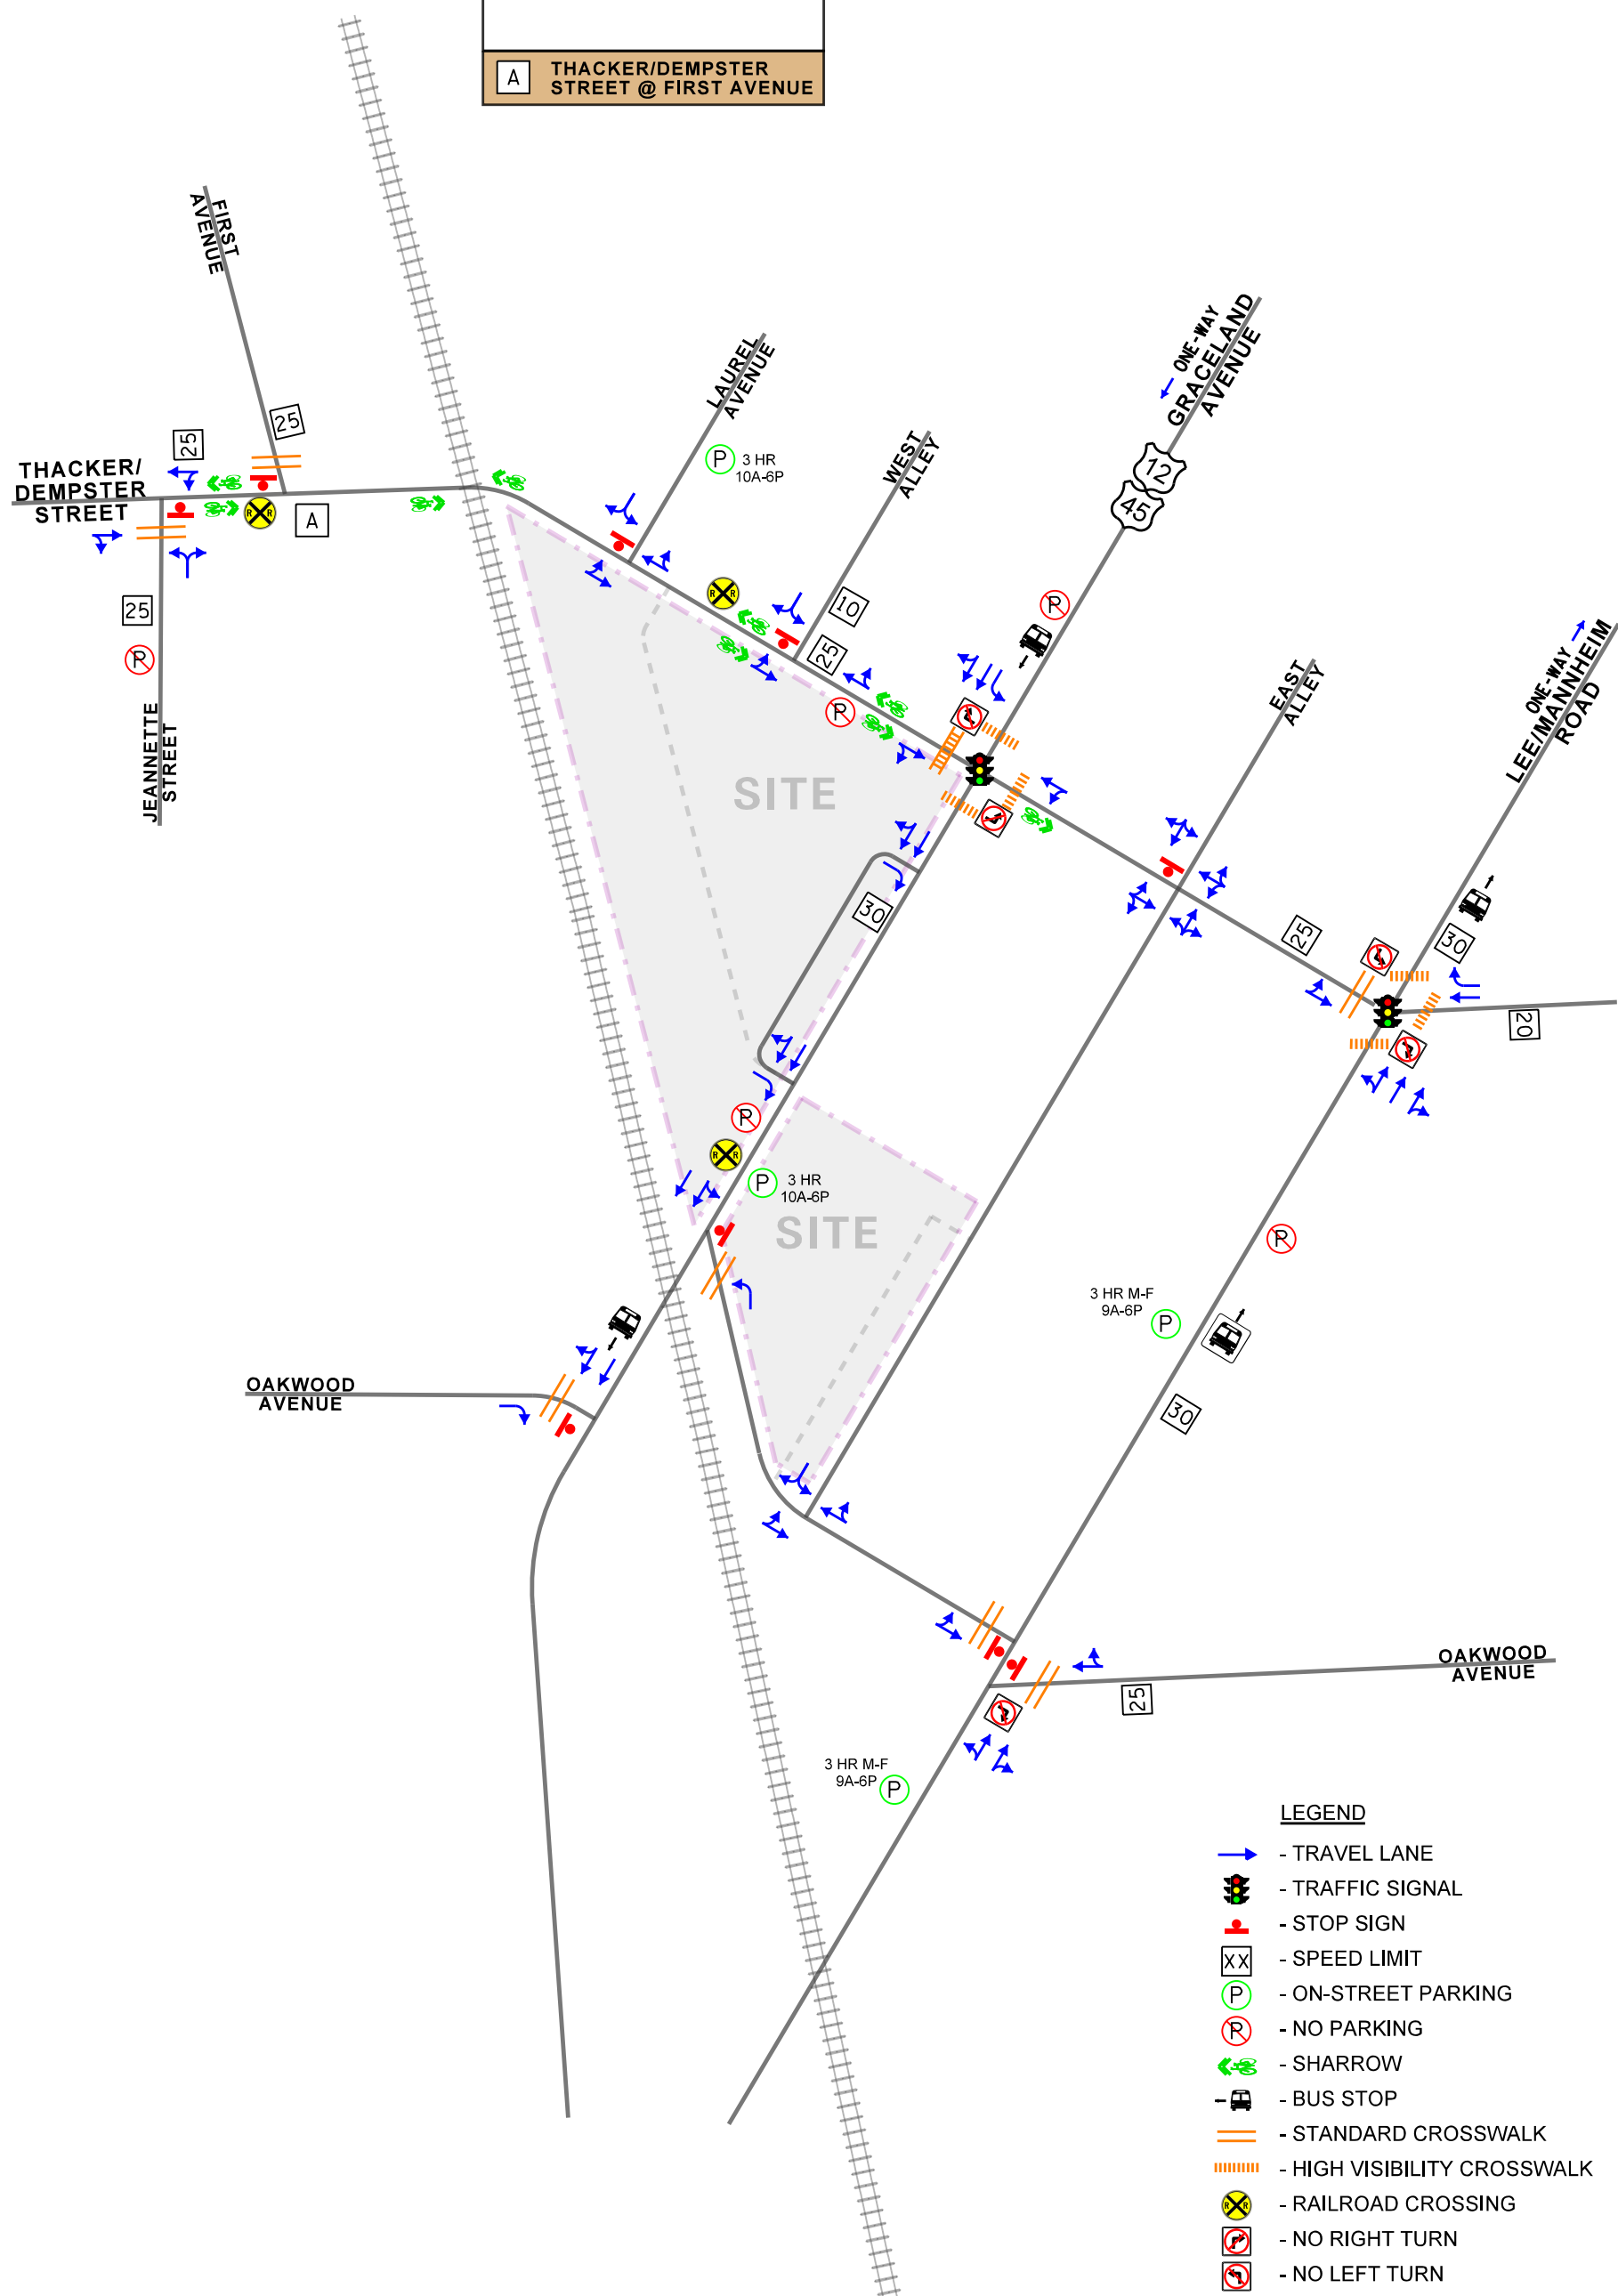 A
THACKER/DEMPSTER
STREET @ FIRST AVENUE
FIRST
AVENUE
25
25
THACKER/
DEMPSTER
STREET
R R
A
25
R
JEANNETTE
STREET
LAUREL
AVENUE
P 3 HR
10A-6P
WEST
ALLEY
R R
10
25
R
ONE-WAY
GRACELAND
AVENUE
12
45
R
EAST
ALLEY
ONE-WAY
LEE/MANNHEIM
ROAD
SITE
30
25
30
20
R
R R
P 3 HR
10A-6P
SITE
R
3 HR M-F
9A-6P
P
30
OAKWOOD
AVENUE
OAKWOOD
AVENUE
25
3 HR M-F
9A-6P
P
LEGEND
- TRAVEL LANE
- TRAFFIC SIGNAL
- STOP SIGN
XX - SPEED LIMIT
P - ON-STREET PARKING
R - NO PARKING
- SHARROW
- BUS STOP
- STANDARD CROSSWALK
- HIGH VISIBILITY CROSSWALK
R R - RAILROAD CROSSING
- NO RIGHT TURN
- NO LEFT TURN